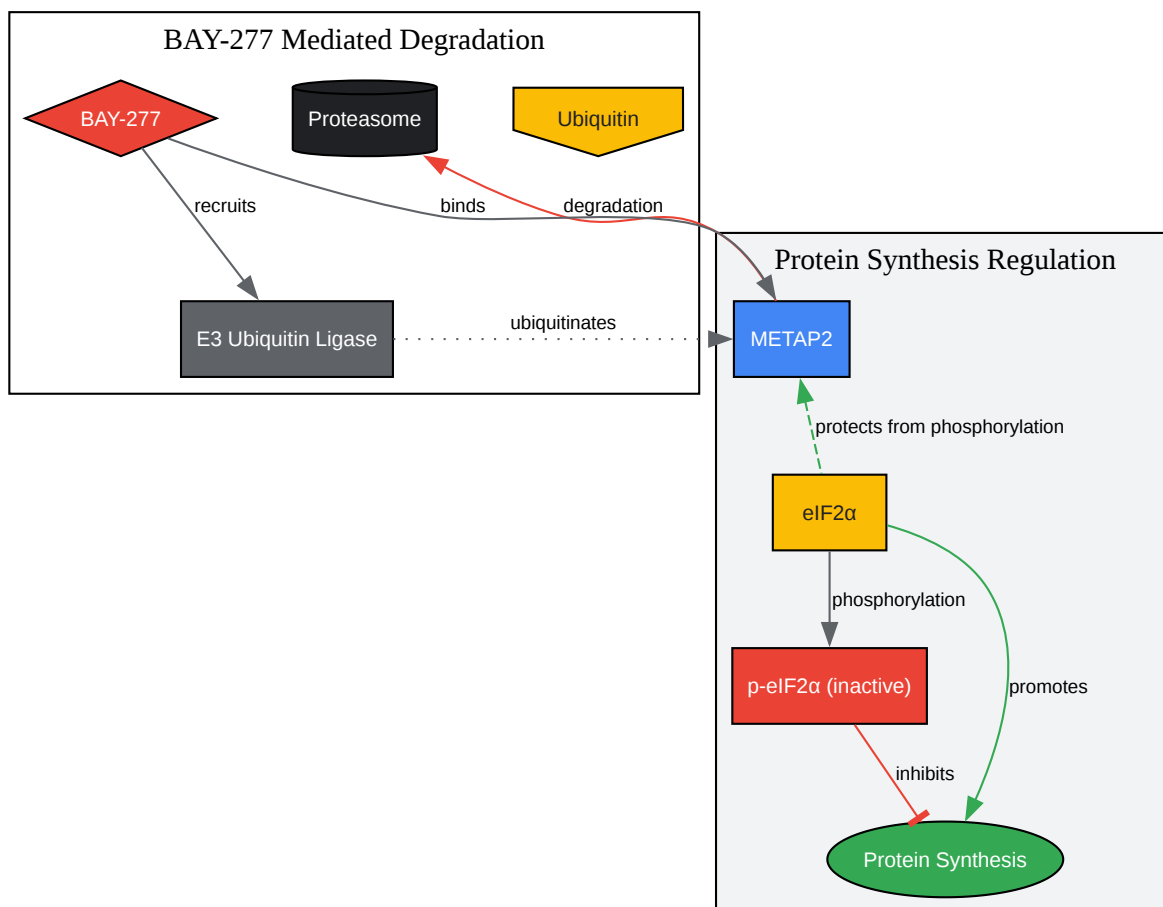 BAY-277 Mediated Degradation
BAY-277
Proteasome
Ubiquitin
recruits
binds
degradation
Protein Synthesis Regulation
E3 Ubiquitin Ligase
ubiquitinates
METAP2
protects from phosphorylation
eIF2α
phosphorylation
p-eIF2α (inactive)
promotes
inhibits
Protein Synthesis